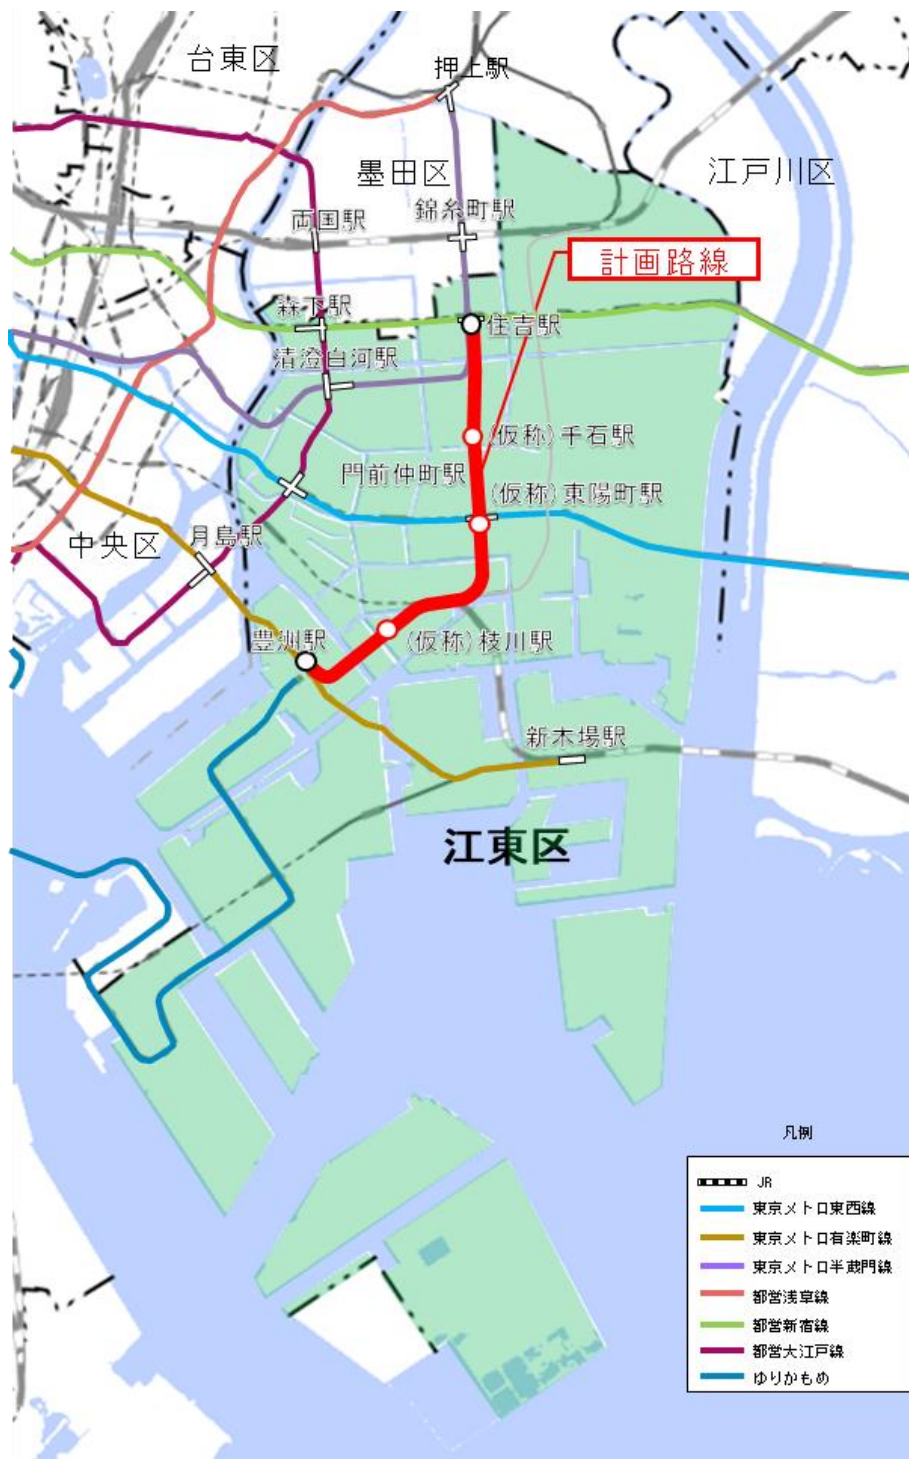 台東区
押上駅
墨田区
江戸川区
錦糸町駅
両国駅
計画路線
森下駅
住吉駅
清澄白河駅
(仮称)千石駅
門前仲町駅
(仮称)東陽町駅
中央区
月島駅
豊洲駅
(仮称)枝川駅
新木場駅
江東区
凡例
JR
東京メトロ東西線
東京メトロ有楽町線
東京メトロ半蔵門線
都営浅草線
都営新宿線
都営大江戸線
ゆりかもめ